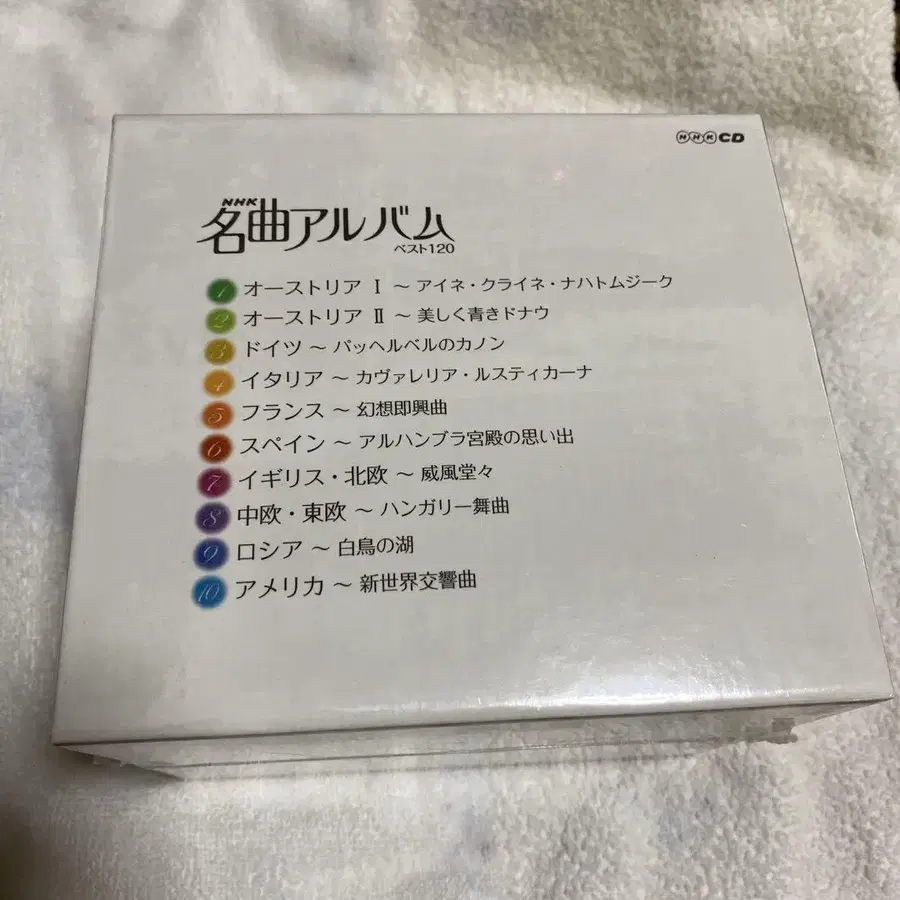 NHK CD
NHK
名曲アルバム
ベスト120
1 オーストリア Ⅰ ～ アイネ・クライネ・ナハトムジーク
2 オーストリア Ⅱ ～ 美しく青きドナウ
3 ドイツ ～ パッヘルベルのカノン
4 イタリア ～ カヴァレリア・ルスティカーナ
5 フランス ～ 幻想即興曲
6 スペイン ～ アルハンブラ宮殿の思い出
7 イギリス・北欧 ～ 威風堂々
8 中欧・東欧 ～ ハンガリー舞曲
9 ロシア ～ 白鳥の湖
10 アメリカ ～ 新世界交響曲